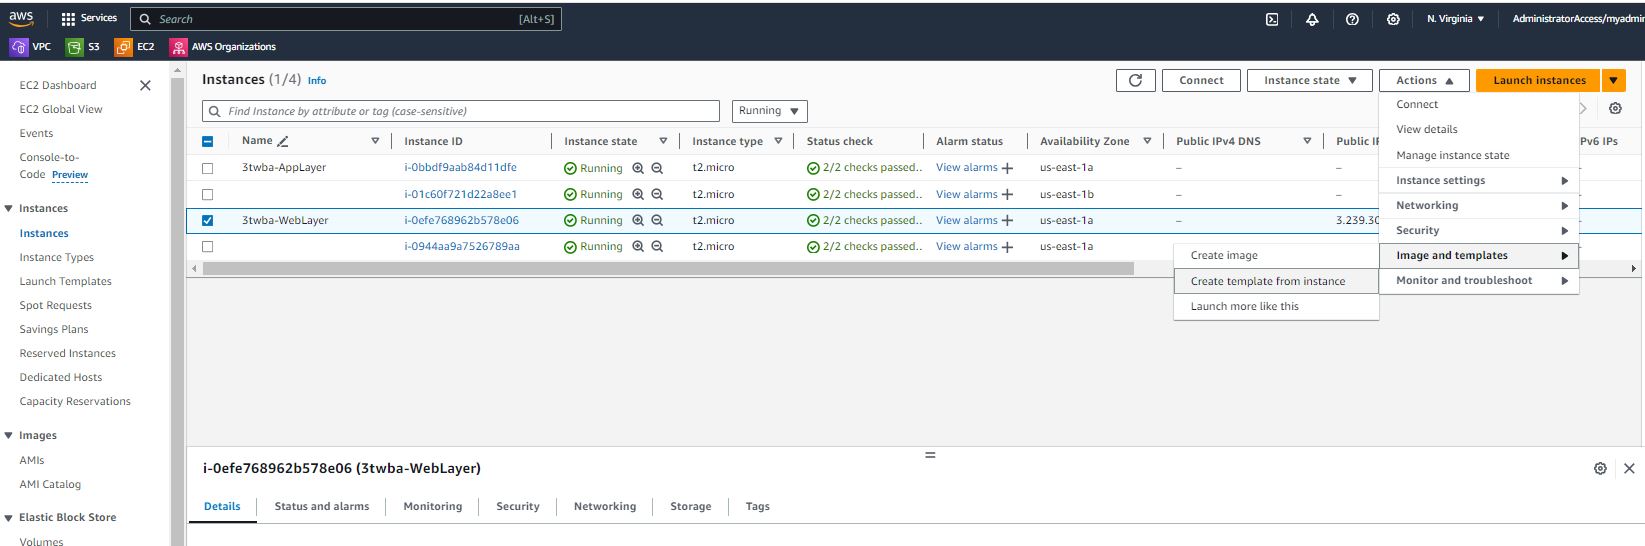 aws Services Search [Alt+S] N. Virginia AdministratorAccess/myadmin
VPC S3 EC2 AWS Organizations
EC2 Dashboard
EC2 Global View
Events
Console-to-
Code Preview
Instances
Instances
Instance Types
Launch Templates
Spot Requests
Savings Plans
Reserved Instances
Dedicated Hosts
Capacity Reservations
Images
AMIs
AMI Catalog
Elastic Block Store
Volumes
Instances (1/4) Info Connect Instance state Actions Launch instances
Find Instance by attribute or tag (case-sensitive) Running
Name Instance ID Instance state Instance type Status check Alarm status Availability Zone Public IPv4 DNS Public IP Pv6 IPs
3twba-AppLayer i-0bbdf9aab84d11dfe Running t2.micro 2/2 checks passed.. View alarms + us-east-1a – –
i-01c60f721d22a8ee1 Running t2.micro 2/2 checks passed.. View alarms + us-east-1b – –
3twba-WebLayer i-0efe768962b578e06 Running t2.micro 2/2 checks passed.. View alarms + us-east-1a – 3.239.30
i-0944aa9a7526789aa Running t2.micro 2/2 checks passed.. View alarms + us-east-1a
Connect
View details
Manage instance state
Instance settings
Networking
Security
Image and templates
Monitor and troubleshoot
Create image
Create template from instance
Launch more like this
i-0efe768962b578e06 (3twba-WebLayer)
Details Status and alarms Monitoring Security Networking Storage Tags